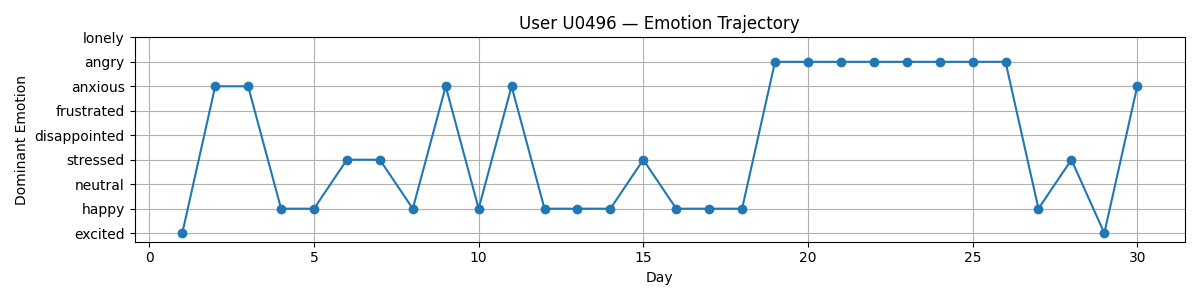 User U0496 — Emotion Trajectory
Dominant Emotion
lonely
angry
anxious
frustrated
disappointed
stressed
neutral
happy
excited
0 5 10 15 20 25 30
Day